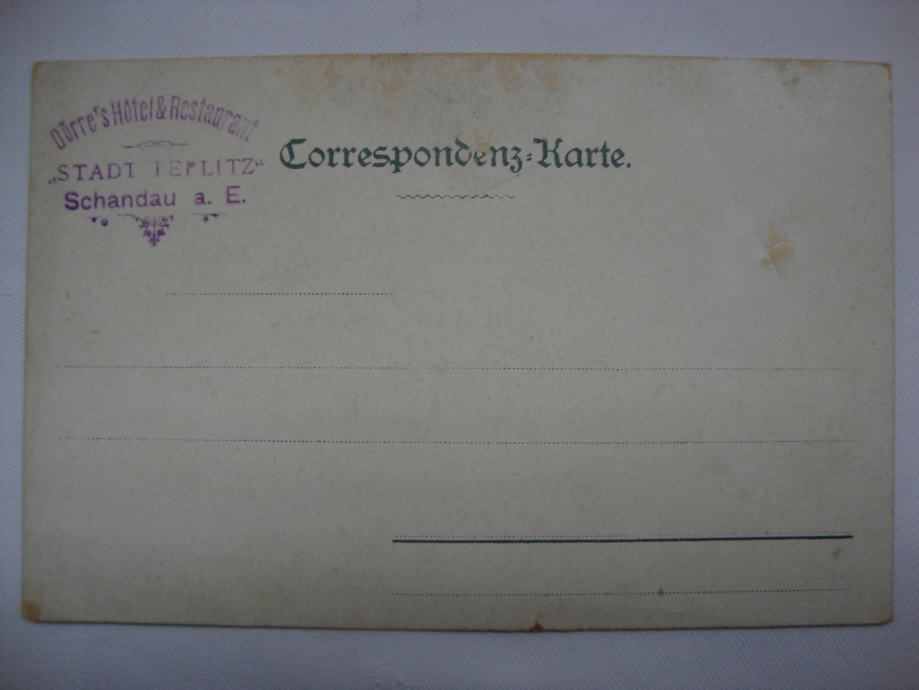 Dörre's Hôtel & Restaurant
„STADT TEPLITZ“
Schandau a. E.
Correspondenz-Karte.